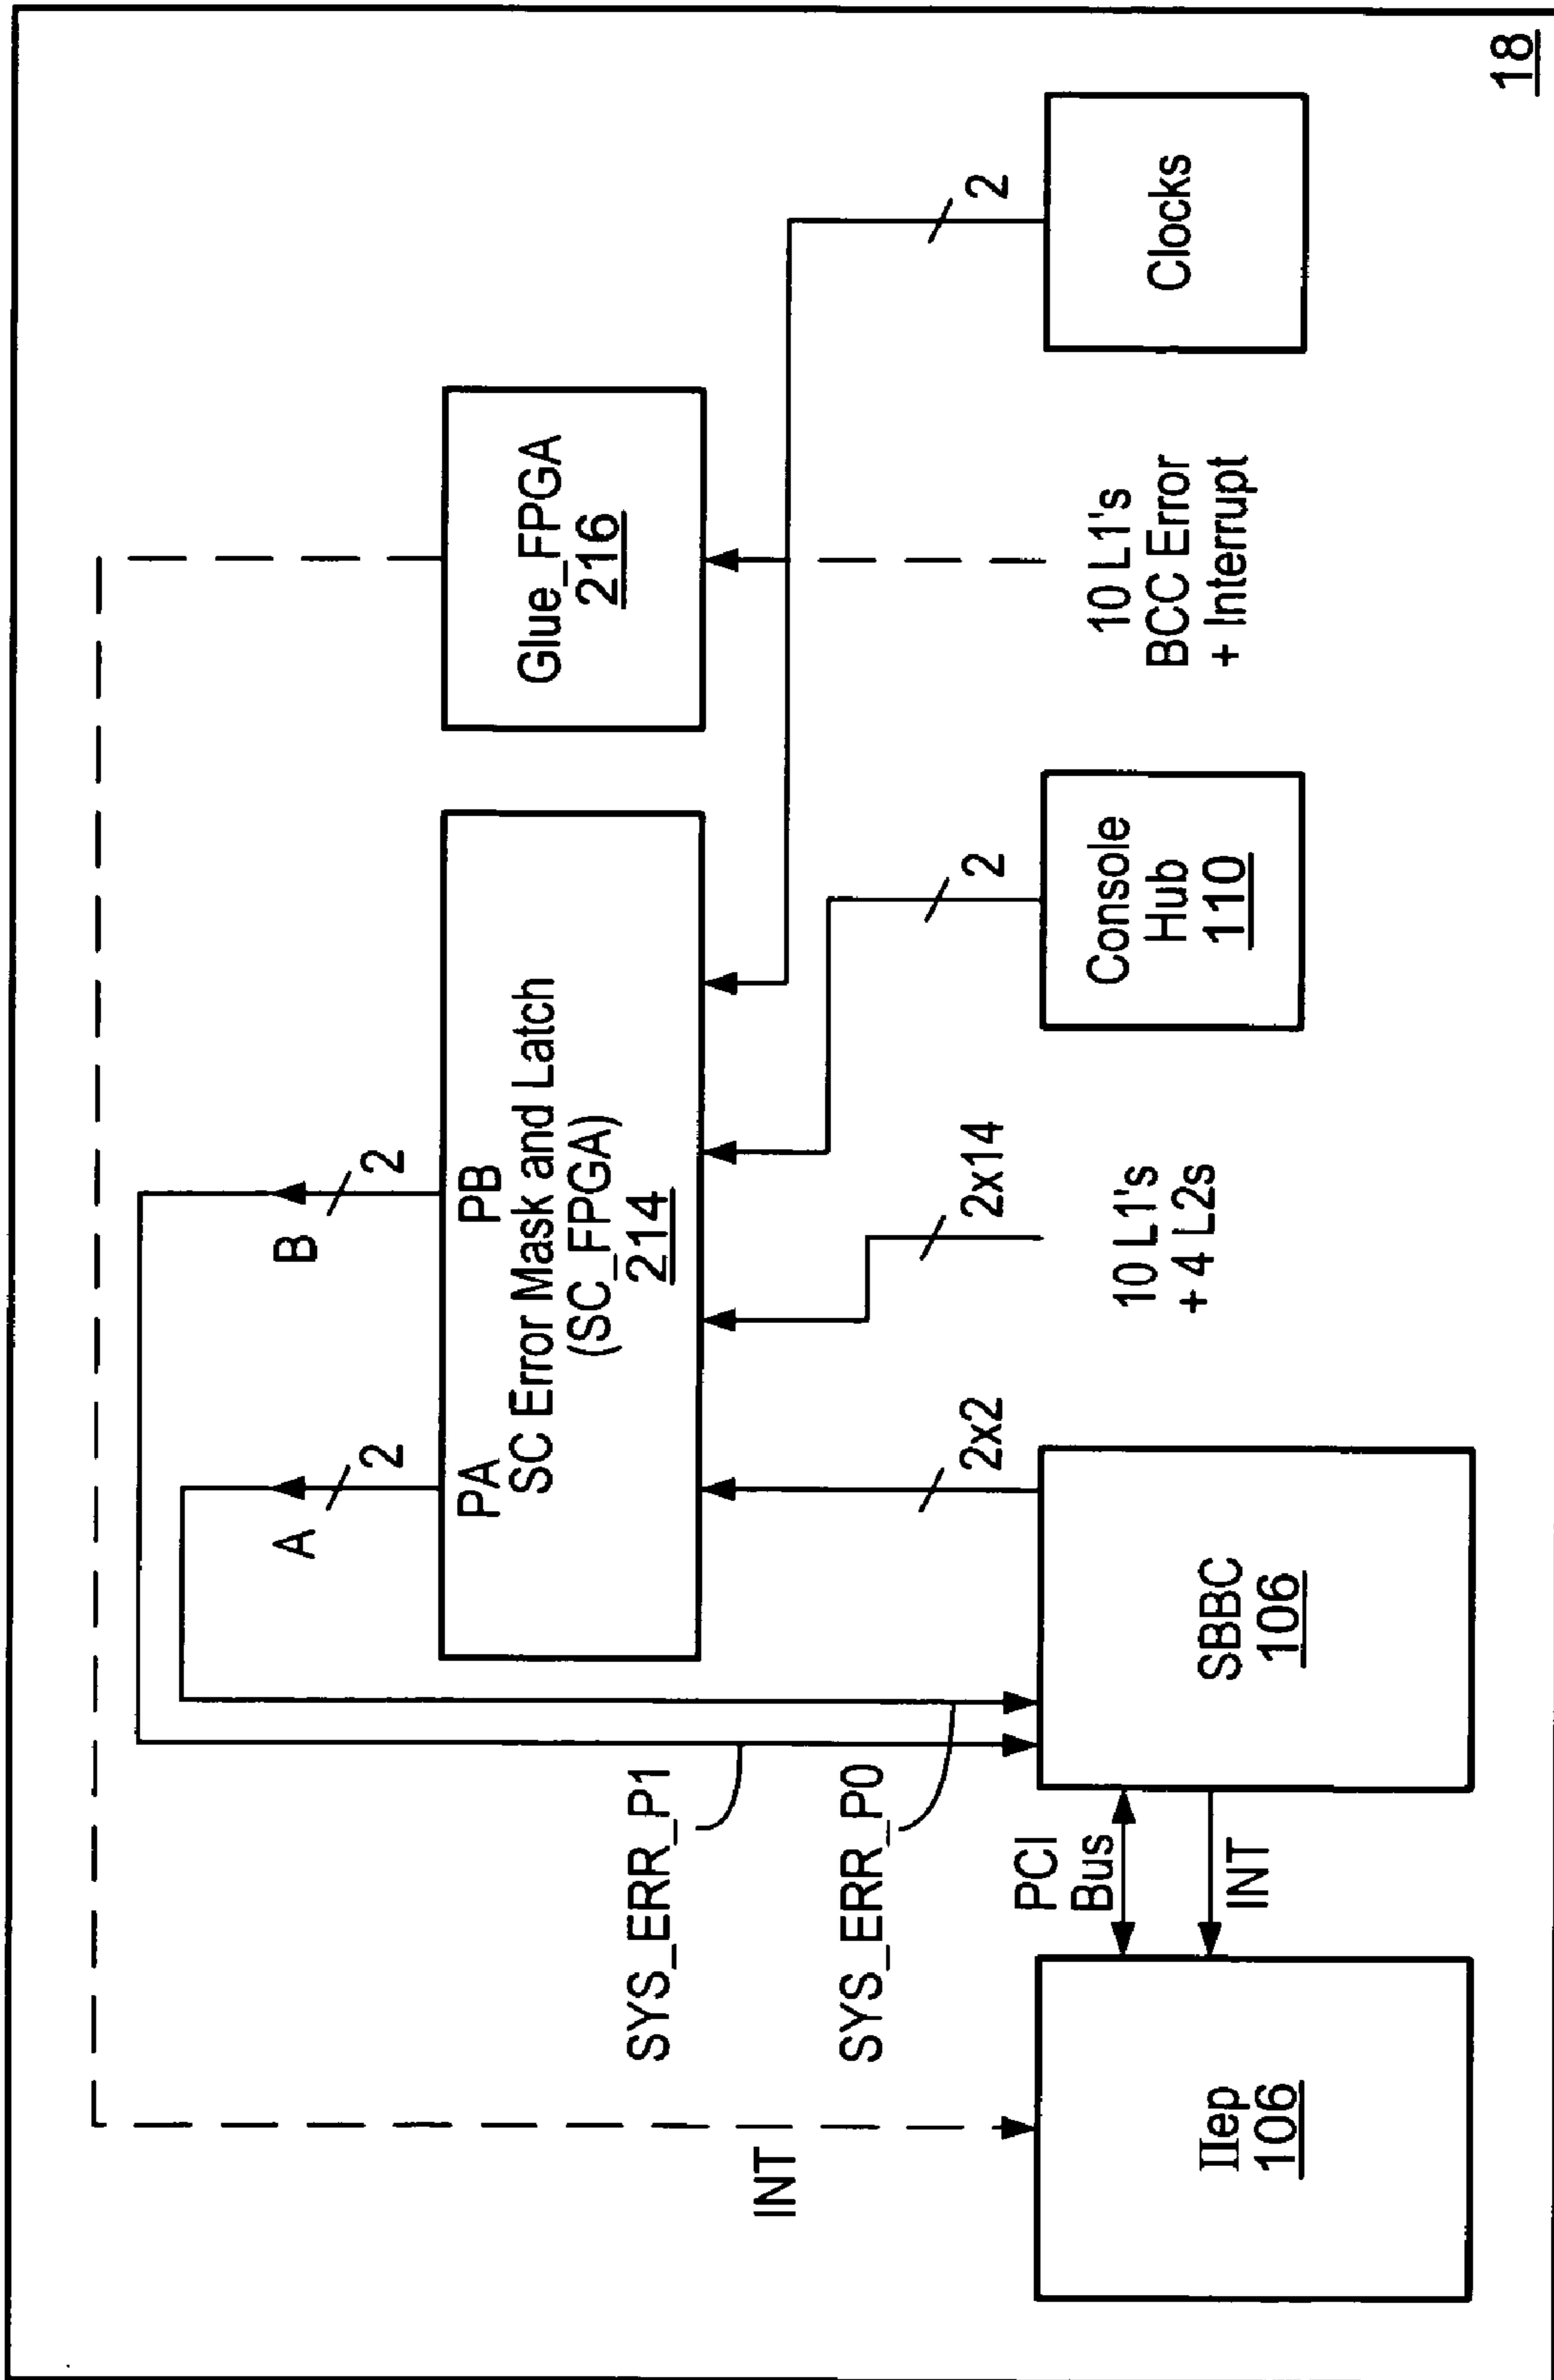 A
B
2
2
PA
PB
SC Error Mask and Latch
(SC_FPGA)
214
Glue_FPGA
216
SYS_ERR_P1
INT
SYS_ERR_P0
2x2
2x14
2
2
PCI
Bus
INT
IIep
106
SBBC
106
10 L1's
+ 4 L2s
Console
Hub
110
10 L1's
BCC Error
+ Interrupt
Clocks
18